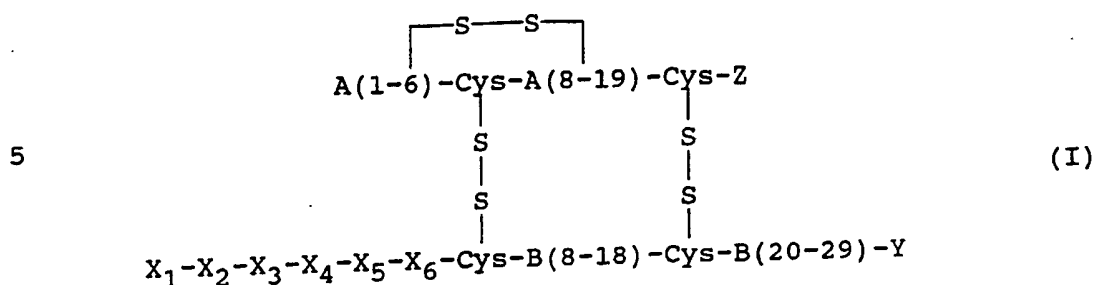 S—S
A(1-6)-Cys-A(8-19)-Cys-Z
S S
5 (I)
S S
X1-X2-X3-X4-X5-X6-Cys-B(8-18)-Cys-B(20-29)-Y